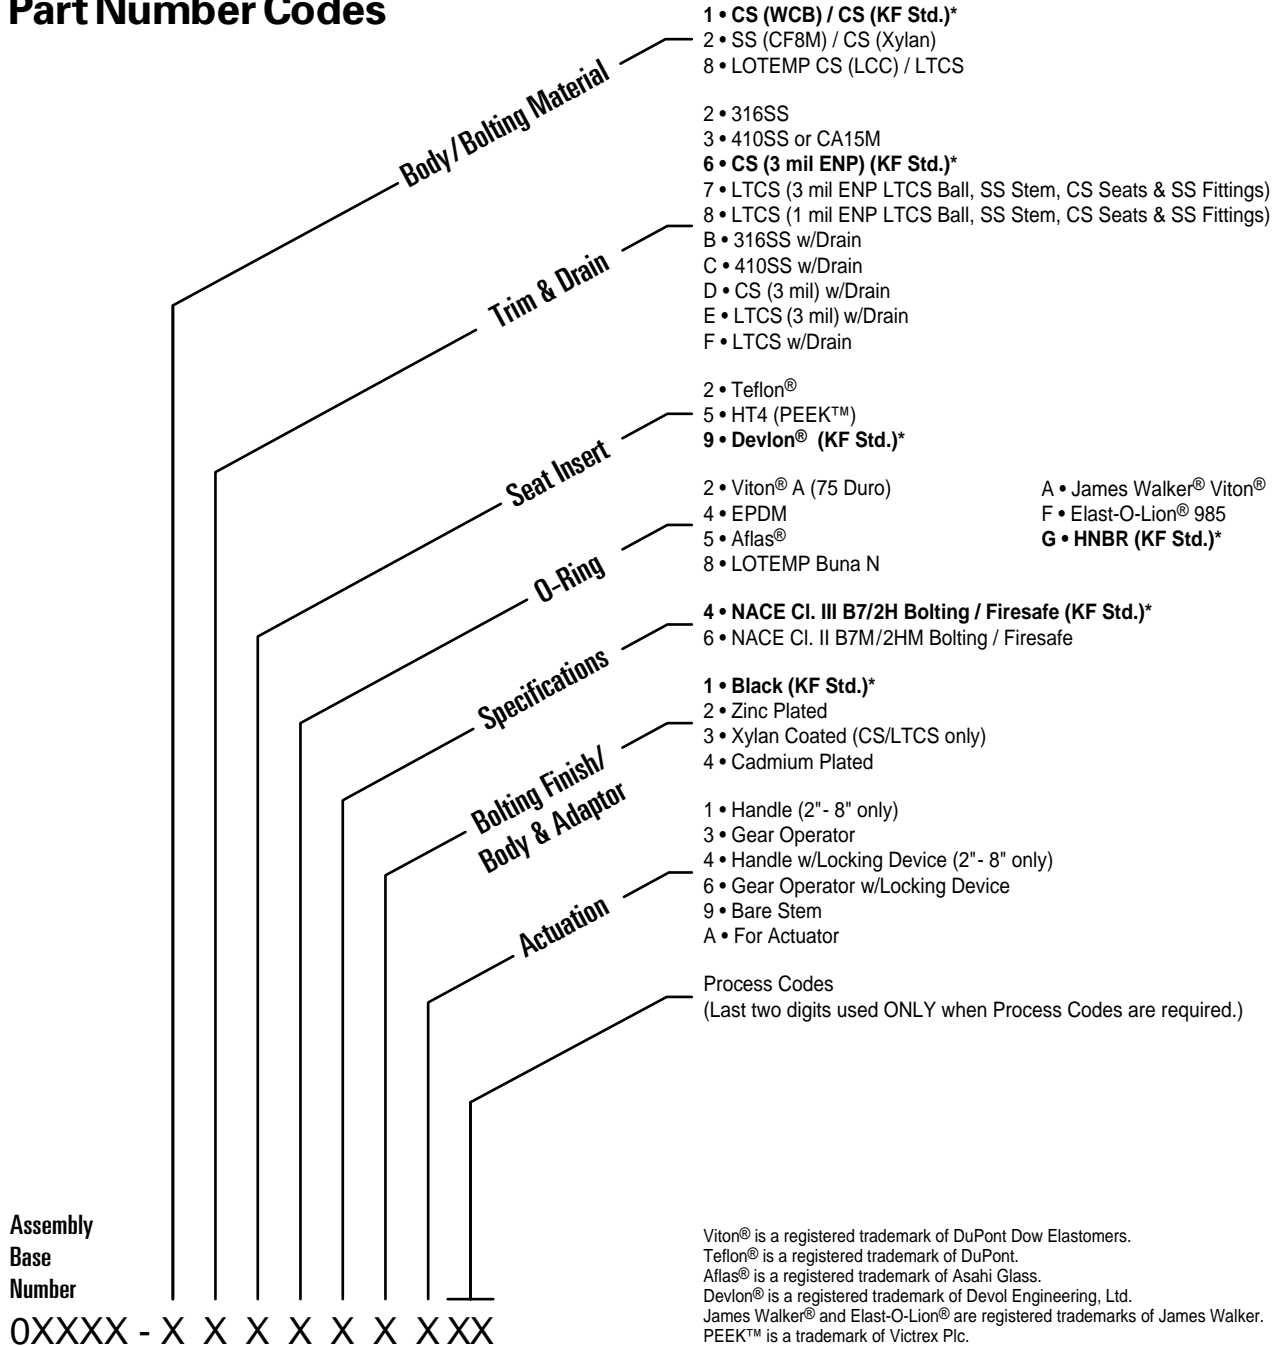 Part Number Codes
1 • CS (WCB) / CS (KF Std.)*
2 • SS (CF8M) / CS (Xylan)
8 • LOTEMP CS (LCC) / LTCS
Body/Bolting Material
2 • 316SS
3 • 410SS or CA15M
6 • CS (3 mil ENP) (KF Std.)*
7 • LTCS (3 mil ENP LTCS Ball, SS Stem, CS Seats & SS Fittings)
8 • LTCS (1 mil ENP LTCS Ball, SS Stem, CS Seats & SS Fittings)
B • 316SS w/Drain
C • 410SS w/Drain
D • CS (3 mil) w/Drain
E • LTCS (3 mil) w/Drain
F • LTCS w/Drain
Trim & Drain
2 • Teflon®
5 • HT4 (PEEK™)
9 • Devlon® (KF Std.)*
Seat Insert
2 • Viton® A (75 Duro)
4 • EPDM
5 • Aflas®
8 • LOTEMP Buna N
A • James Walker® Viton®
F • Elast-O-Lion® 985
G • HNBR (KF Std.)*
O-Ring
4 • NACE Cl. III B7/2H Bolting / Firesafe (KF Std.)*
6 • NACE Cl. II B7M/2HM Bolting / Firesafe
Specifications
1 • Black (KF Std.)*
2 • Zinc Plated
3 • Xylan Coated (CS/LTCS only)
4 • Cadmium Plated
Bolting Finish/
Body & Adaptor
1 • Handle (2"- 8" only)
3 • Gear Operator
4 • Handle w/Locking Device (2"- 8" only)
6 • Gear Operator w/Locking Device
9 • Bare Stem
A • For Actuator
Actuation
Process Codes
(Last two digits used ONLY when Process Codes are required.)
Assembly
Base
Number
0XXXX - X X X X X X X XX
Viton® is a registered trademark of DuPont Dow Elastomers.
Teflon® is a registered trademark of DuPont.
Aflas® is a registered trademark of Asahi Glass.
Devlon® is a registered trademark of Devol Engineering, Ltd.
James Walker® and Elast-O-Lion® are registered trademarks of James Walker.
PEEK™ is a trademark of Victrex Plc.